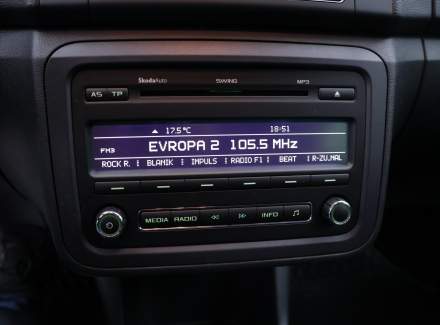 ŠkodaAuto SWING MP3
AS TP
17.5°C 18:51
FM3 EVROPA 2 105.5 MHz
ROCK R. BLANIK IMPULS RADIO F1 BEAT R-ZU.NAL
MEDIA RADIO INFO